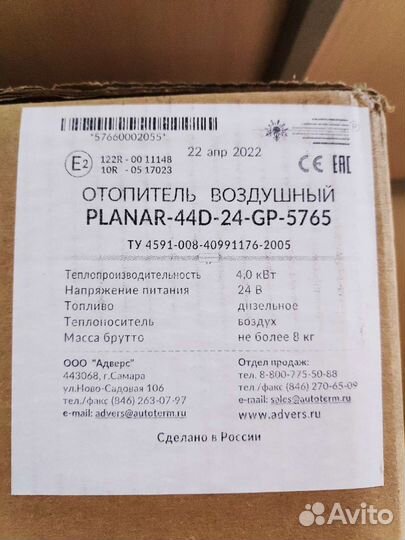 *57660002055*
22 апр 2022
E2
122R - 00 11148
10R - 05 17023
CE EAC
ОТОПИТЕЛЬ ВОЗДУШНЫЙ
PLANAR-44D-24-GP-5765
ТУ 4591-008-40991176-2005
Теплопроизводительность 4,0 кВт
Напряжение питания 24 В
Топливо дизельное
Теплоноситель воздух
Масса брутто не более 8 кг
ООО "Адверс"
443068, г.Самара
ул.Ново-Садовая 106
тел./факс (846) 263-07-97
e-mail: advers@autoterm.ru
Отдел продаж:
тел. 8-800-775-50-88
тел./факс (846) 270-65-09
e-mail: sales@autoterm.ru
www.advers.ru
Сделано в России
Avito